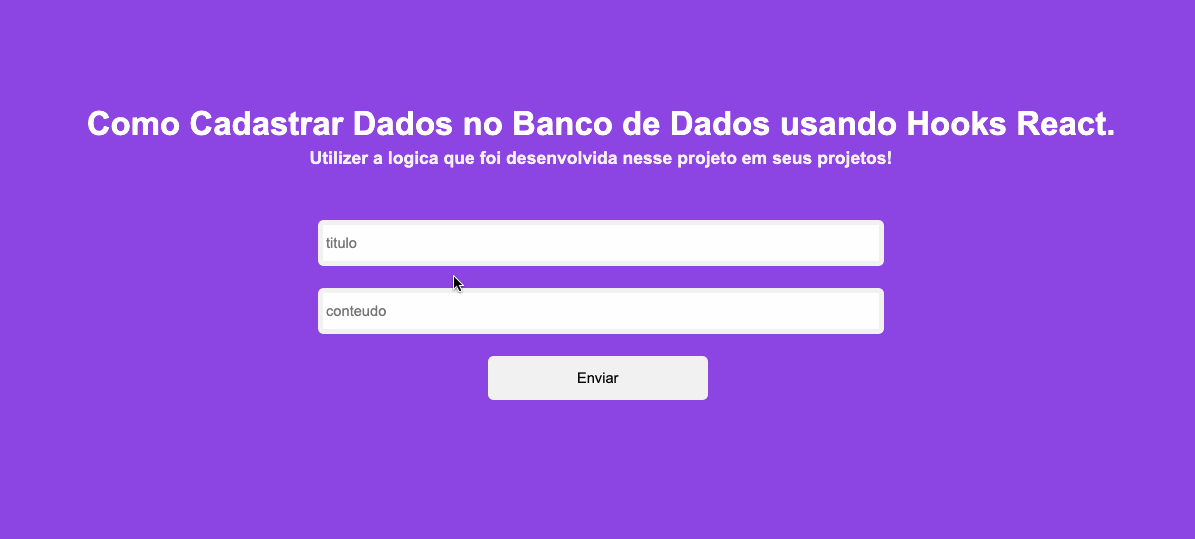 Como Cadastrar Dados no Banco de Dados usando Hooks React.
Utilizer a logica que foi desenvolvida nesse projeto em seus projetos!
titulo
conteudo
Enviar